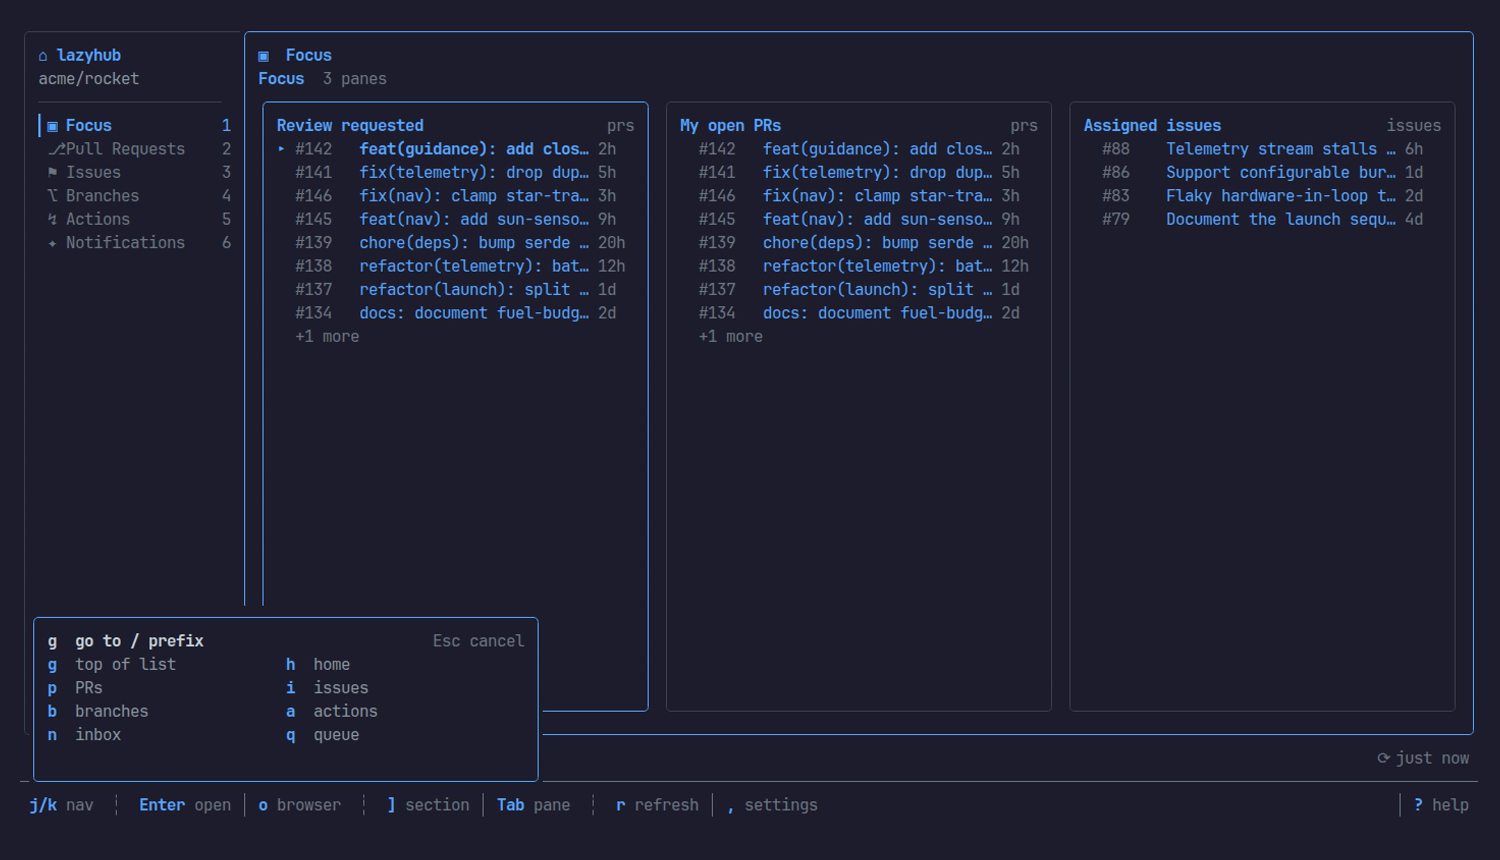 ⌂ lazyhub
acme/rocket
▣ Focus 1
⎇Pull Requests 2
⚑ Issues 3
⌥ Branches 4
↯ Actions 5
✦ Notifications 6
▣ Focus
Focus 3 panes
Review requested prs
▸ #142 feat(guidance): add clos… 2h
#141 fix(telemetry): drop dup… 5h
#146 fix(nav): clamp star-tra… 3h
#145 feat(nav): add sun-senso… 9h
#139 chore(deps): bump serde … 20h
#138 refactor(telemetry): bat… 12h
#137 refactor(launch): split … 1d
#134 docs: document fuel-budg… 2d
+1 more
My open PRs prs
#142 feat(guidance): add clos… 2h
#141 fix(telemetry): drop dup… 5h
#146 fix(nav): clamp star-tra… 3h
#145 feat(nav): add sun-senso… 9h
#139 chore(deps): bump serde … 20h
#138 refactor(telemetry): bat… 12h
#137 refactor(launch): split … 1d
#134 docs: document fuel-budg… 2d
+1 more
Assigned issues issues
#88 Telemetry stream stalls … 6h
#86 Support configurable bur… 1d
#83 Flaky hardware-in-loop t… 2d
#79 Document the launch sequ… 4d
g go to / prefix Esc cancel
g top of list h home
p PRs i issues
b branches a actions
n inbox q queue
⟳ just now
j/k nav ¦ Enter open │ o browser ¦ ] section │ Tab pane ¦ r refresh │ , settings │ ? help